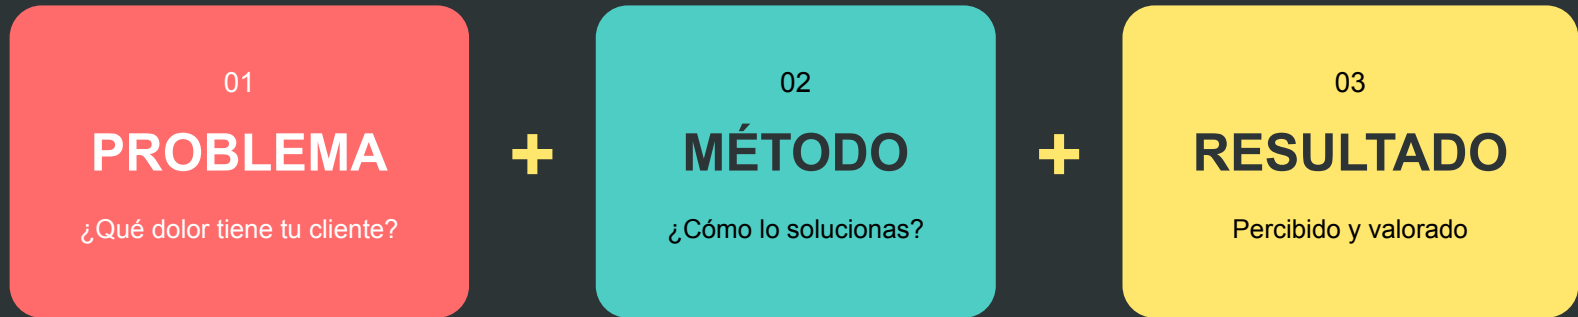 01
PROBLEMA
¿Qué dolor tiene tu cliente?
+
02
MÉTODO
¿Cómo lo solucionas?
+
03
RESULTADO
Percibido y valorado